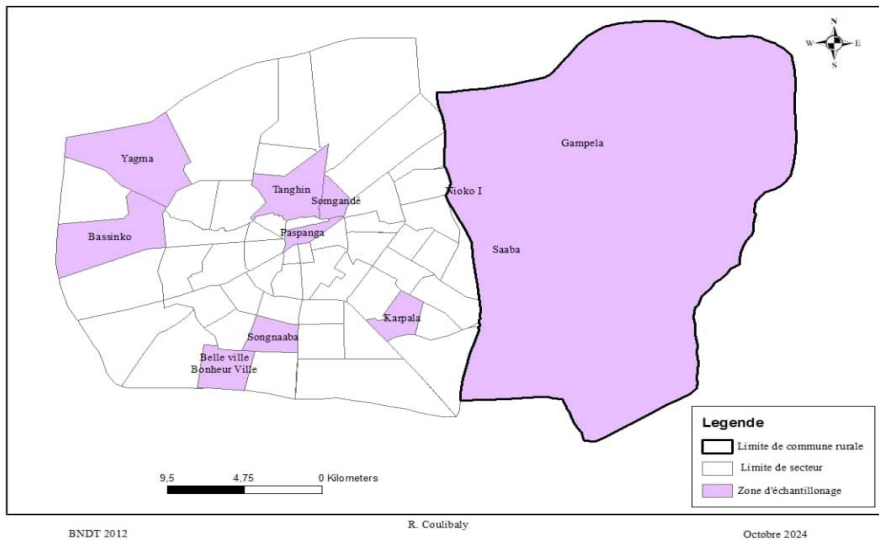 N
W E
S
Gampela
Yagma
Tanghin
Nioko I
Somgandé
Paspanga
Bassinko
Saaba
Karpala
Songnaaba
Belle ville
Bonheur Ville
Legende
Limite de commune rurale
Limite de secteur
Zone d'échantillonage
9,5 4,75 0 Kilometers
BNDT 2012
R. Coulibaly
Octobre 2024